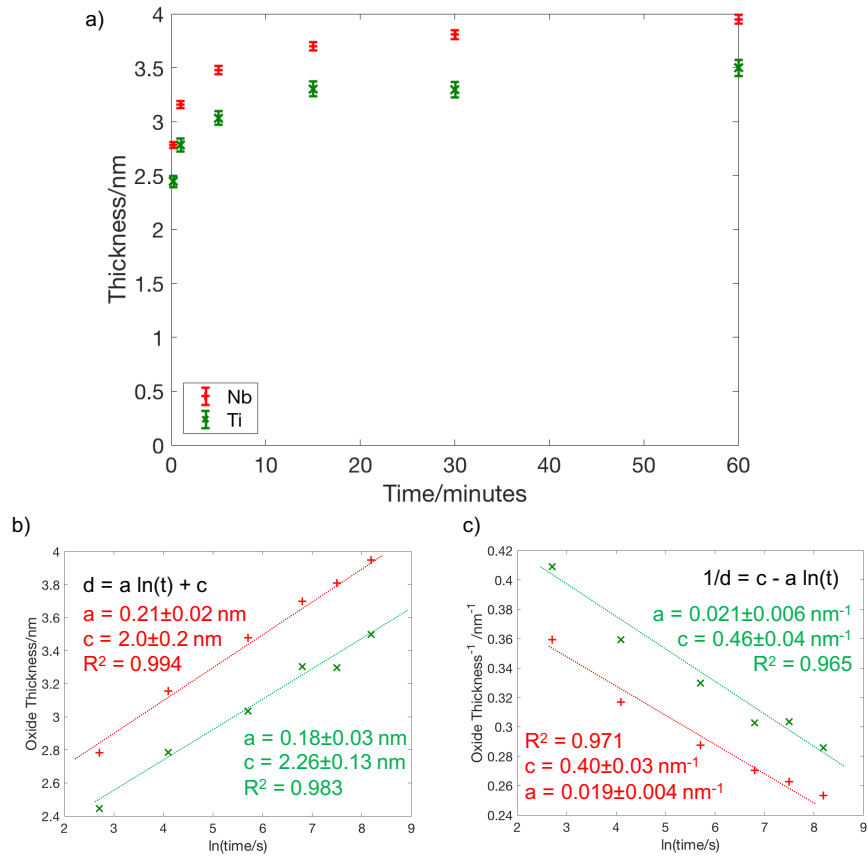 a)
4
3.5
3
2.5
2
1.5
1
0.5
0
Thickness/nm
Nb
Ti
0 10 20 30 40 50 60
Time/minutes
b)
4
3.8
3.6
3.4
3.2
3
2.8
2.6
2.4
Oxide Thickness/nm
d = a ln(t) + c
a = 0.21±0.02 nm
c = 2.0±0.2 nm
R² = 0.994
a = 0.18±0.03 nm
c = 2.26±0.13 nm
R² = 0.983
2 3 4 5 6 7 8 9
ln(time/s)
c)
0.42
0.4
0.38
0.36
0.34
0.32
0.3
0.28
0.26
0.24
Oxide Thickness⁻¹ /nm⁻¹
1/d = c - a ln(t)
a = 0.021±0.006 nm⁻¹
c = 0.46±0.04 nm⁻¹
R² = 0.965
R² = 0.971
c = 0.40±0.03 nm⁻¹
a = 0.019±0.004 nm⁻¹
2 3 4 5 6 7 8 9
ln(time/s)